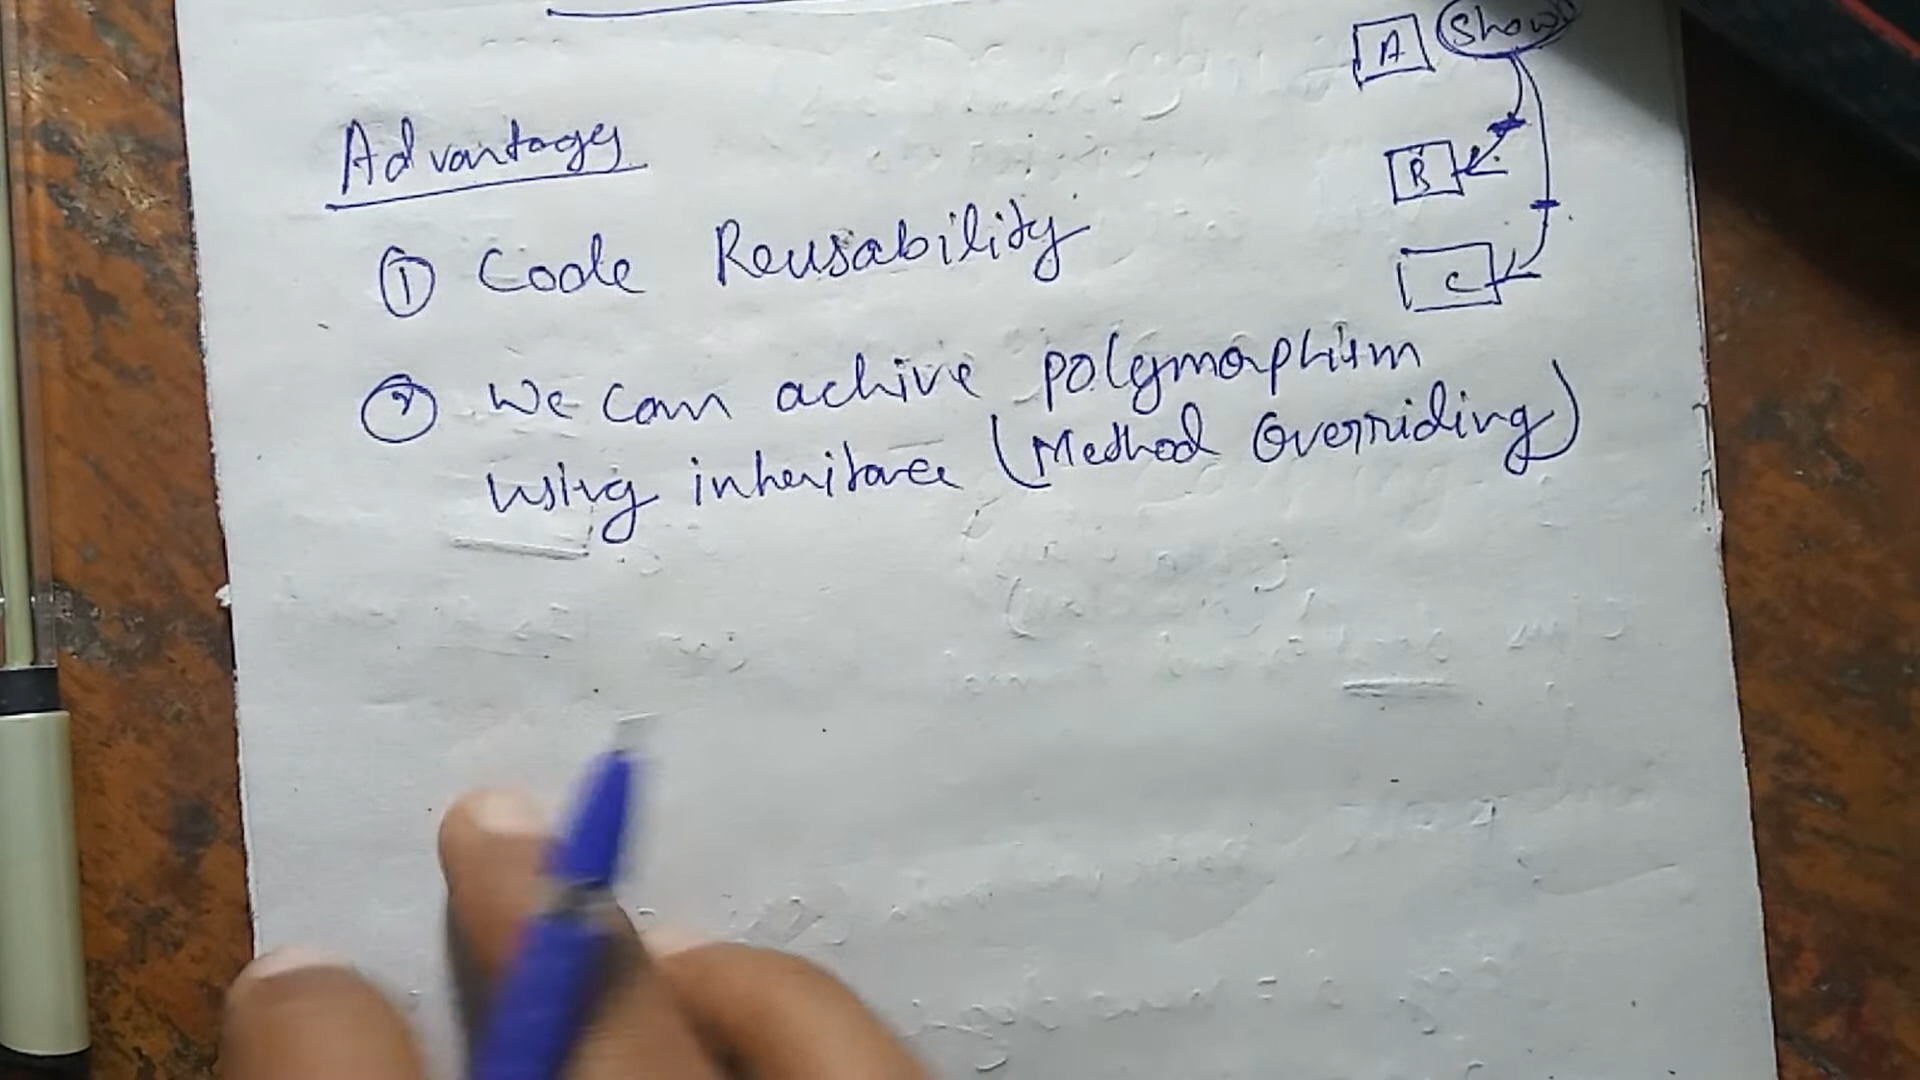 A Show()
Advantages
B
① Code Reusability
C
② We can achive polymorphism
using inheritance (Method Overriding)